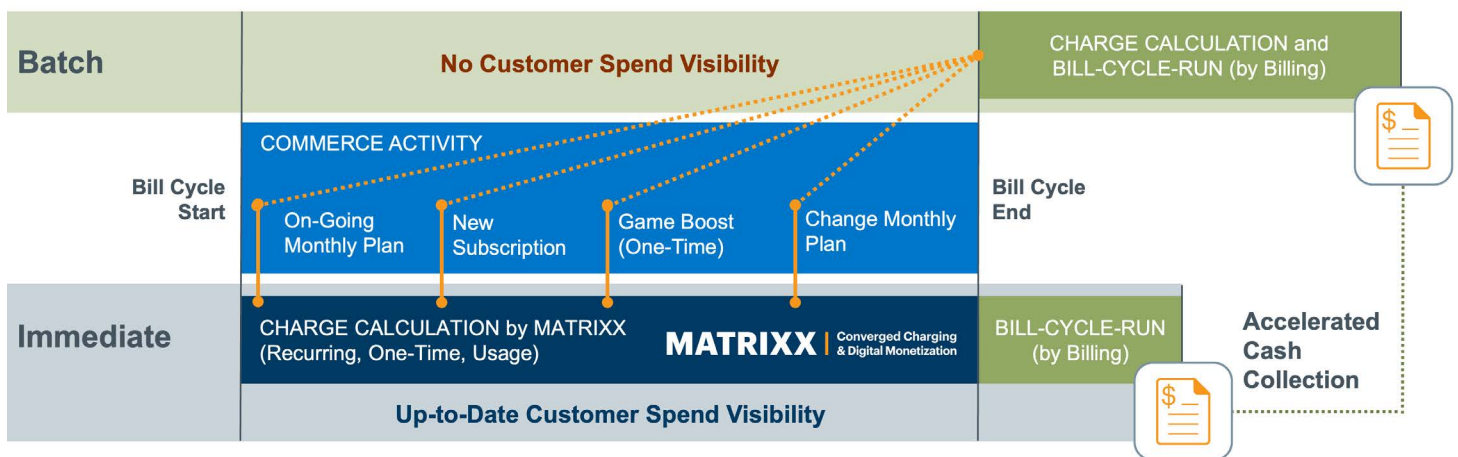 Batch
No Customer Spend Visibility
CHARGE CALCULATION and
BILL-CYCLE-RUN (by Billing)
$
COMMERCE ACTIVITY
Bill Cycle
Start
On-Going
Monthly Plan
New
Subscription
Game Boost
(One-Time)
Change Monthly
Plan
Bill Cycle
End
Immediate
CHARGE CALCULATION by MATRIXX
(Recurring, One-Time, Usage)
MATRIXX
Converged Charging
& Digital Monetization
BILL-CYCLE-RUN
(by Billing)
$
Accelerated
Cash
Collection
Up-to-Date Customer Spend Visibility